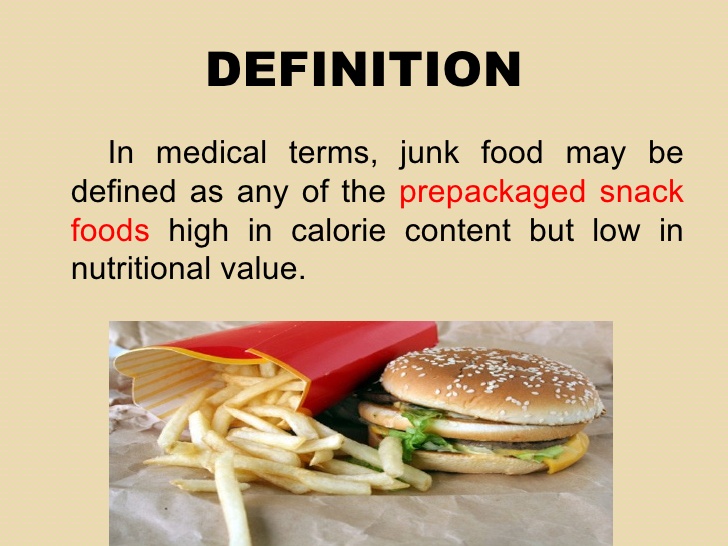 DEFINITION
In medical terms, junk food may be
defined as any of the prepackaged snack
foods high in calorie content but low in
nutritional value.